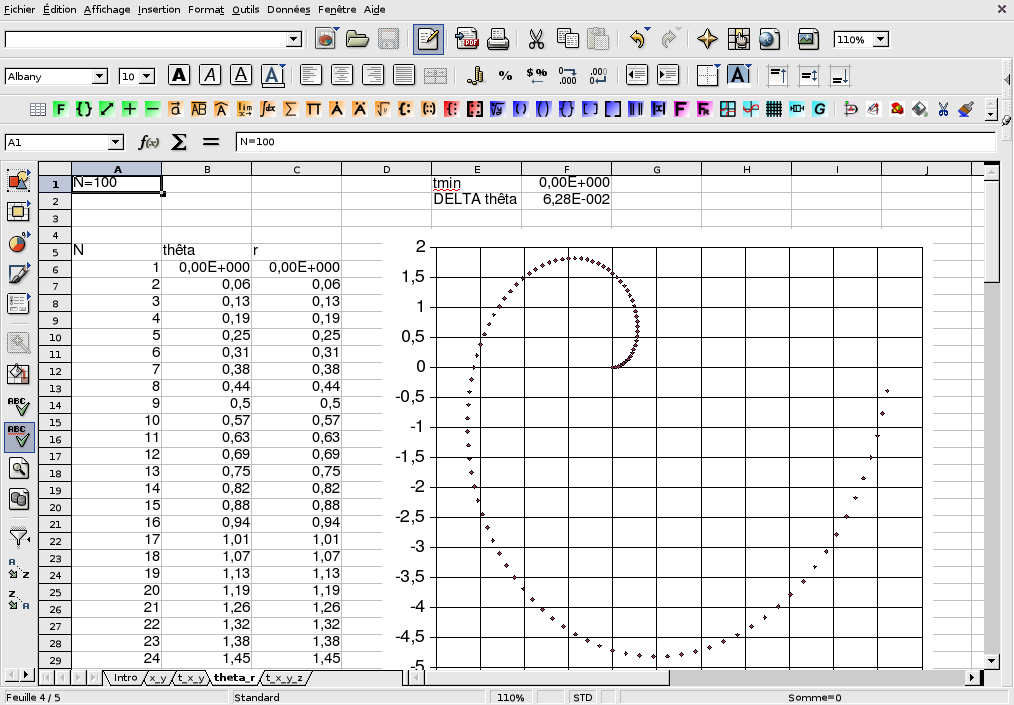 Fichier Édition Affichage Insertion Format Outils Données Fenêtre Aide
110%
Albany 10 A A A A % $ % A
A1 f(x) Σ = N=100
A B C D E F G H I J
1 N=100 tmin 0,00E+000
2 DELTA thêta 6,28E-002
3
4
5 N thêta r
6 1 0,00E+000 0,00E+000
7 2 0,06 0,06
8 3 0,13 0,13
9 4 0,19 0,19
10 5 0,25 0,25
11 6 0,31 0,31
12 7 0,38 0,38
13 8 0,44 0,44
14 9 0,5 0,5
15 10 0,57 0,57
16 11 0,63 0,63
17 12 0,69 0,69
18 13 0,75 0,75
19 14 0,82 0,82
20 15 0,88 0,88
21 16 0,94 0,94
22 17 1,01 1,01
23 18 1,07 1,07
24 19 1,13 1,13
25 20 1,19 1,19
26 21 1,26 1,26
27 22 1,32 1,32
28 23 1,38 1,38
29 24 1,45 1,45
2
1,5
1
0,5
0
-0,5
-1
-1,5
-2
-2,5
-3
-3,5
-4
-4,5
-5
ABC
ABC
A Z
Z A
Intro x_y t_x_y theta_r t_x_y_z
Feuille 4 / 5 Standard 110% STD Somme=0